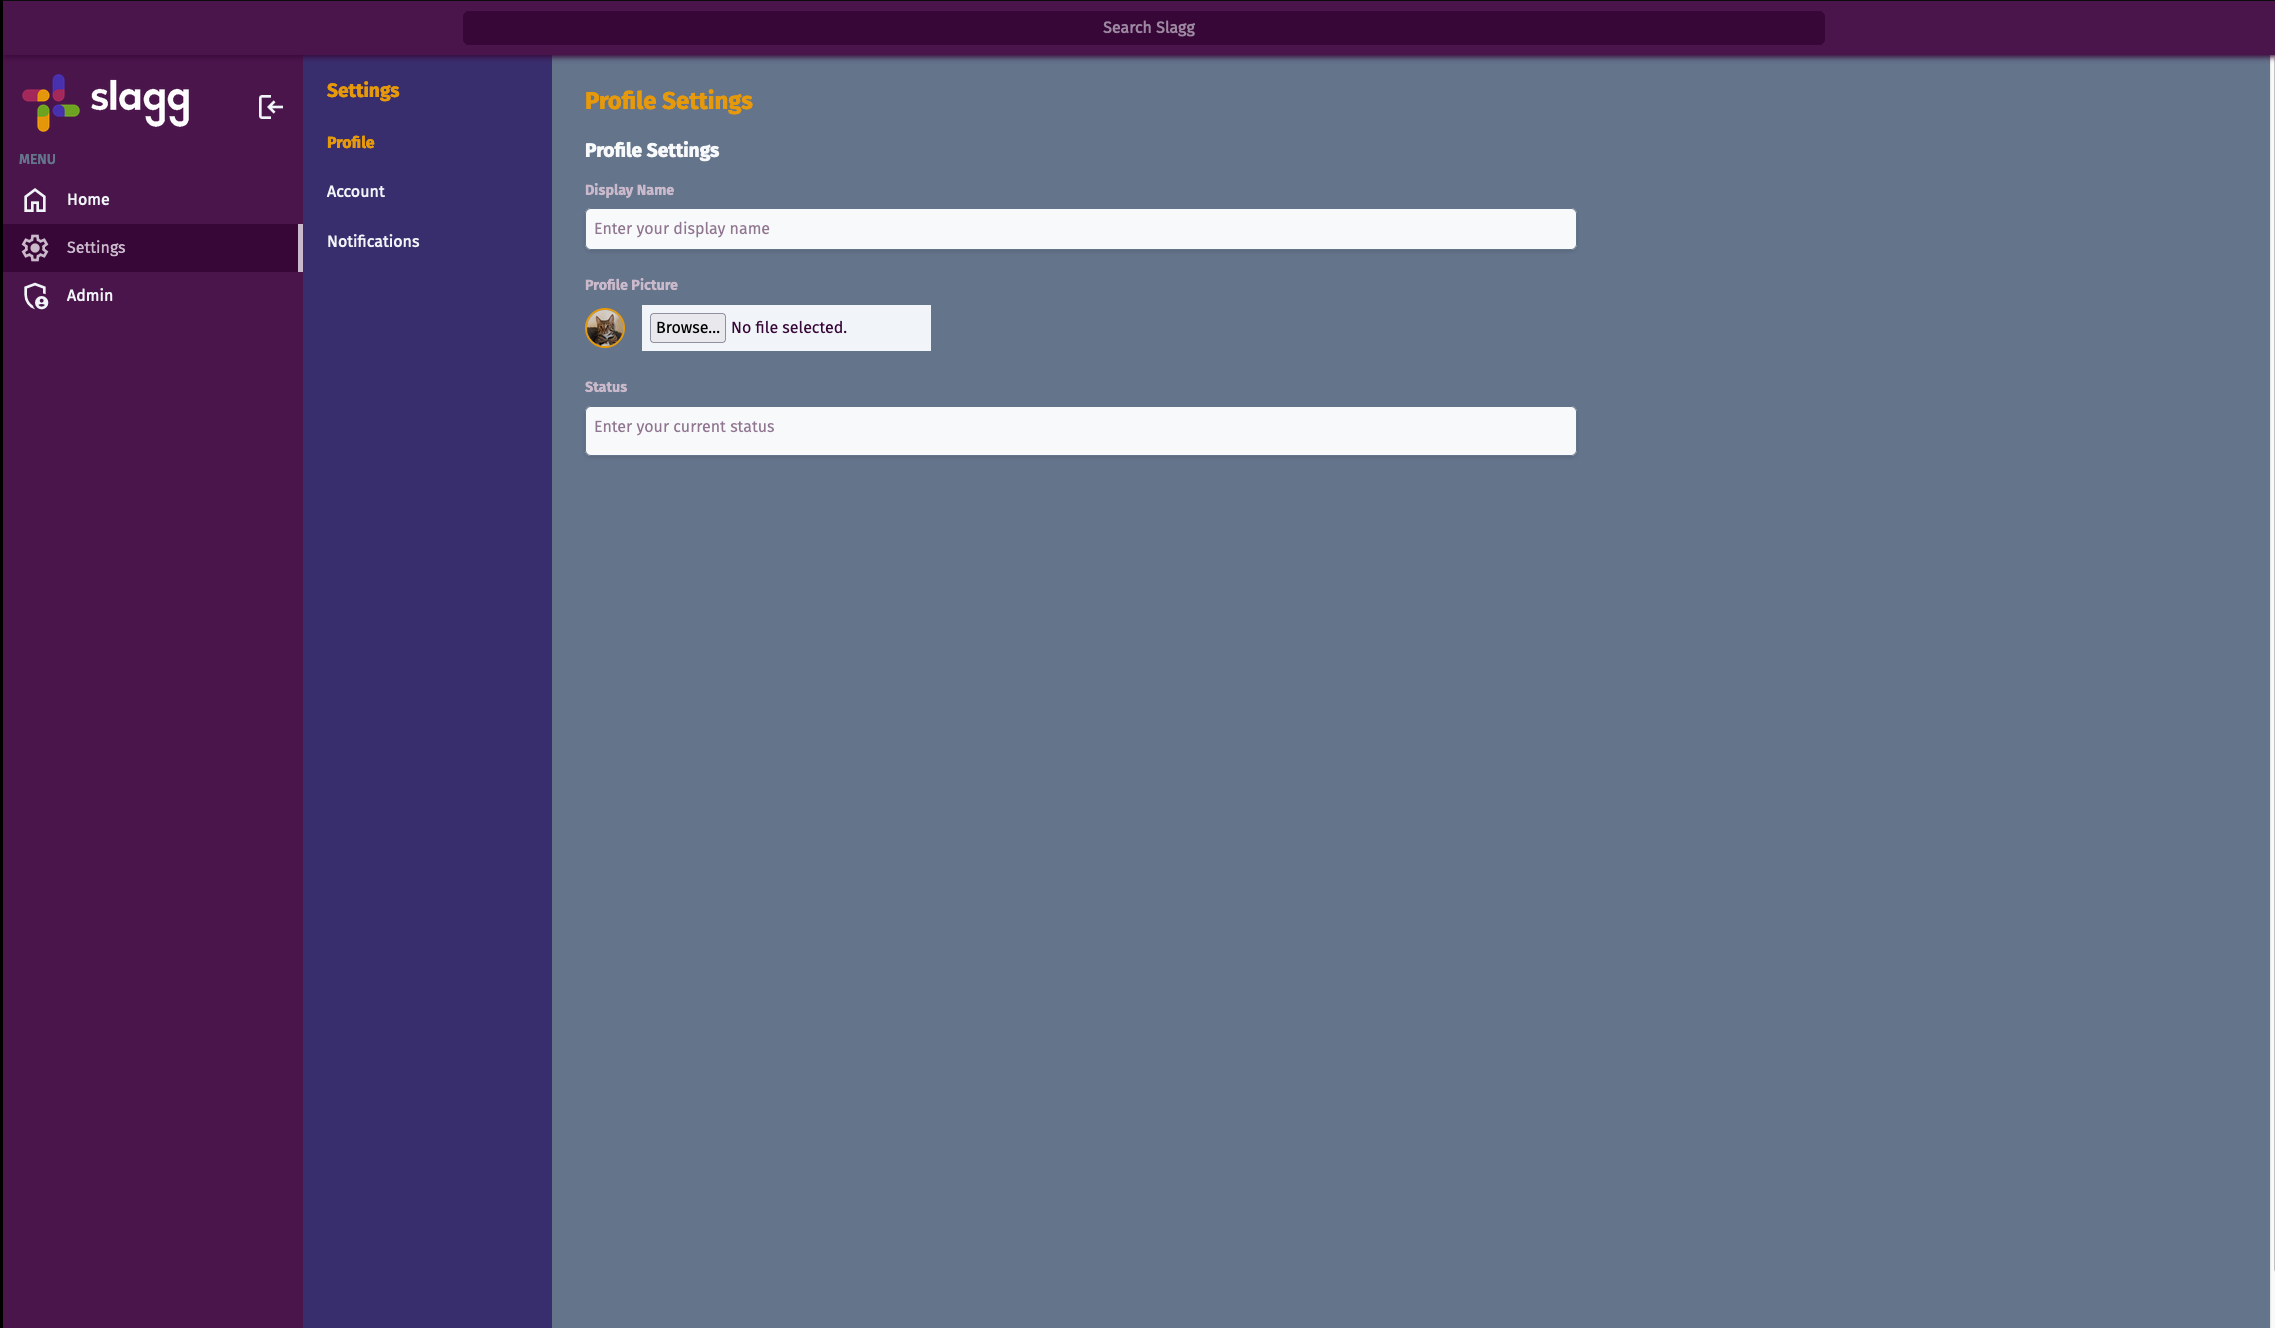 Search Slagg
slagg
MENU
Home
Settings
Admin
Settings
Profile
Account
Notifications
Profile Settings
Profile Settings
Display Name
Enter your display name
Profile Picture
Browse... No file selected.
Status
Enter your current status